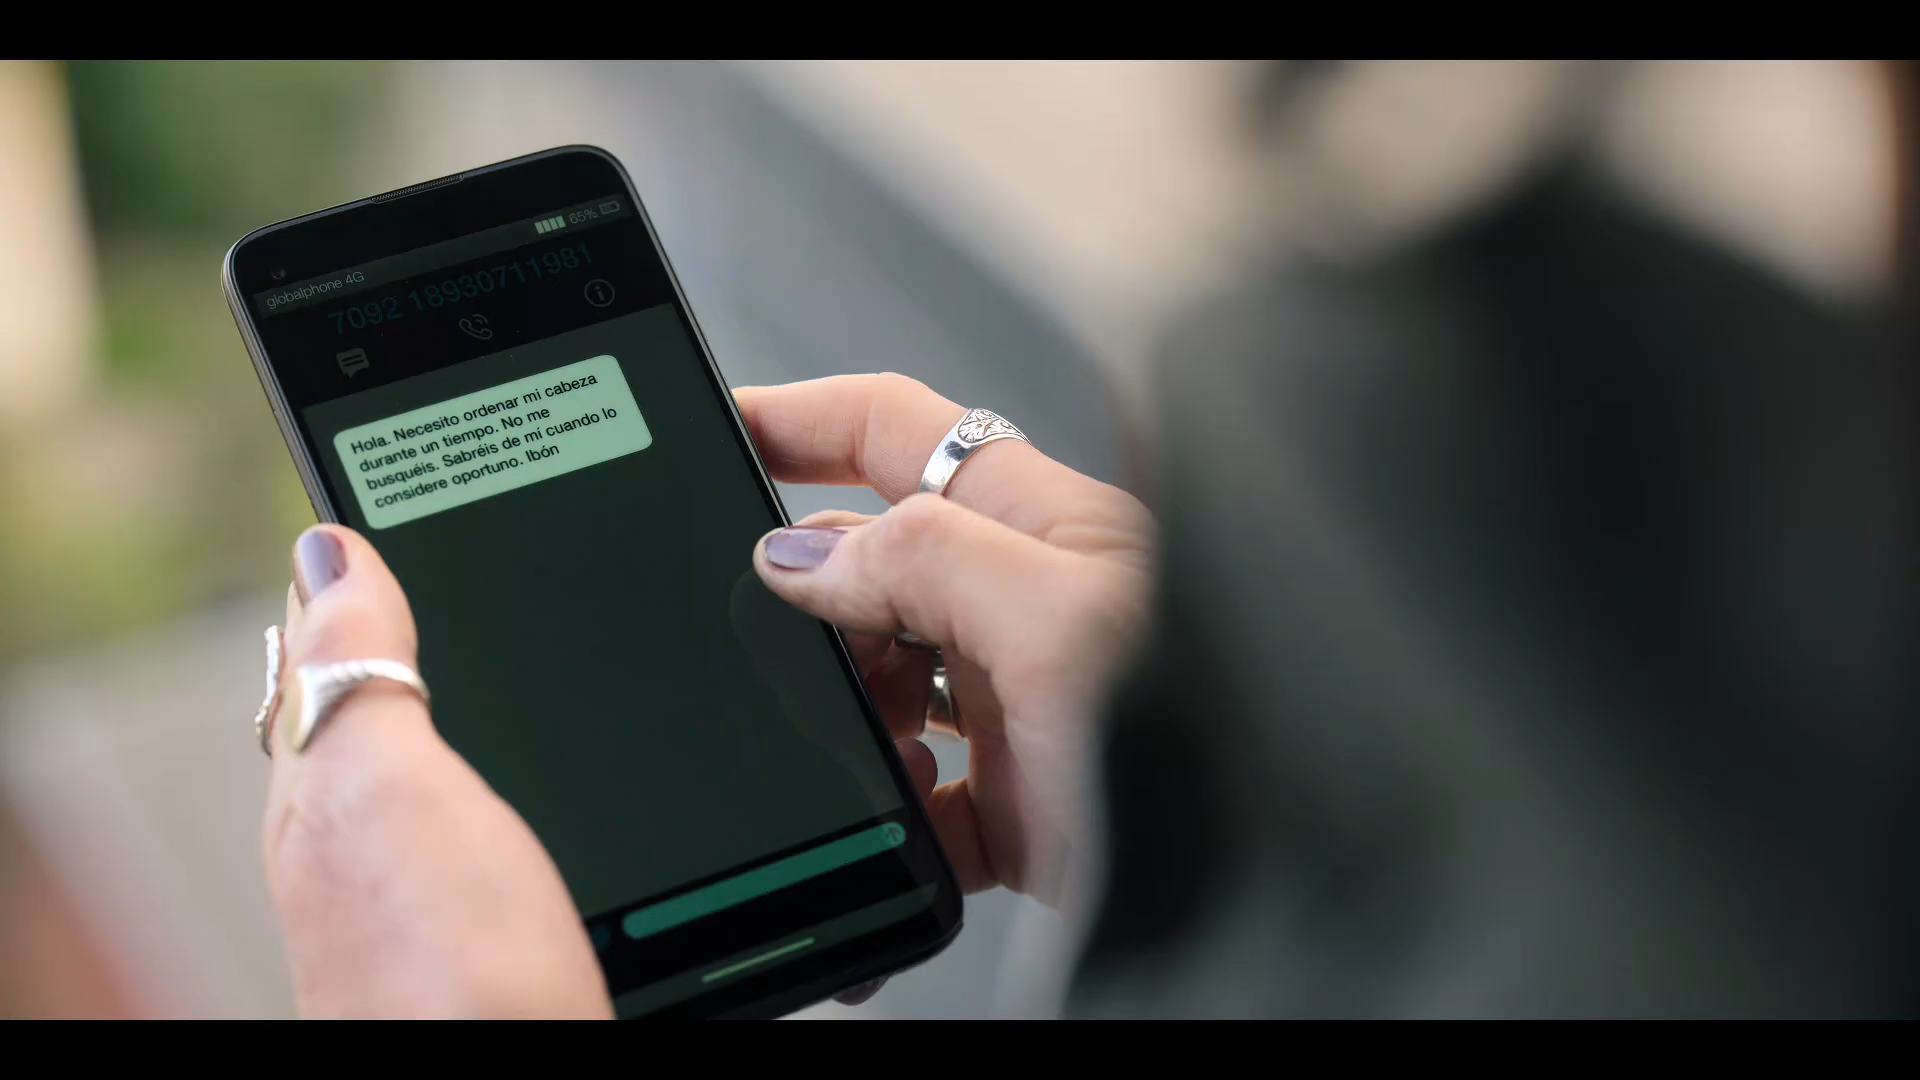 globalphone 4G 65%
7092 18930711981
Hola. Necesito ordenar mi cabeza
durante un tiempo. No me
busquéis. Sabréis de mí cuando lo
considere oportuno. Ibón